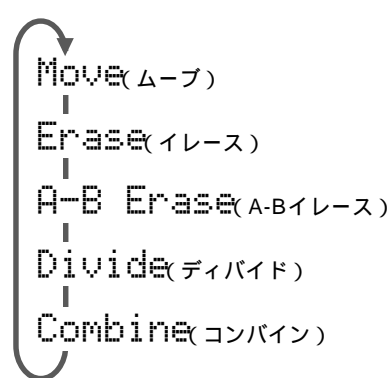 Move(ムーブ)
Erase(イレース)
A-B Erase(A-Bイレース)
Divide(ディバイド)
Combine(コンバイン)